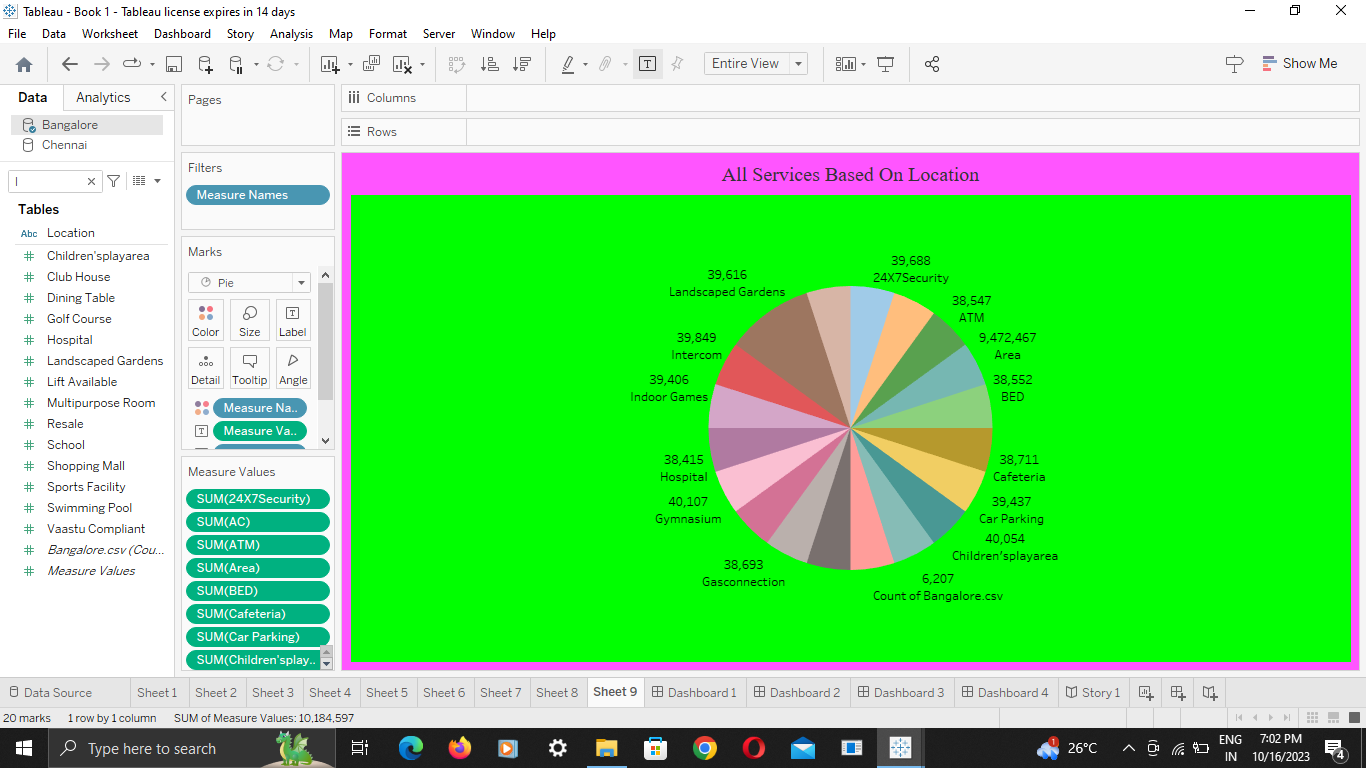 Tableau - Book 1 - Tableau license expires in 14 days
File Data Worksheet Dashboard Story Analysis Map Format Server Window Help
Entire View
Show Me
Data Analytics
Bangalore
Chennai
l
Tables
Abc Location
Children'splayarea
Club House
Dining Table
Golf Course
Hospital
Landscaped Gardens
Lift Available
Multipurpose Room
Resale
School
Shopping Mall
Sports Facility
Swimming Pool
Vaastu Compliant
Bangalore.csv (Cou...
Measure Values
Pages
Filters
Measure Names
Marks
Pie
Color Size Label
Detail Tooltip Angle
Measure Na..
Measure Va..
Measure Values
SUM(24X7Security)
SUM(AC)
SUM(ATM)
SUM(Area)
SUM(BED)
SUM(Cafeteria)
SUM(Car Parking)
SUM(Children'splay..
Columns
Rows
All Services Based On Location
39,688
24X7Security
38,547
ATM
9,472,467
Area
38,552
BED
38,711
Cafeteria
39,437
Car Parking
40,054
Children'splayarea
6,207
Count of Bangalore.csv
38,693
Gasconnection
40,107
Gymnasium
38,415
Hospital
39,406
Indoor Games
39,849
Intercom
39,616
Landscaped Gardens
Data Source Sheet 1 Sheet 2 Sheet 3 Sheet 4 Sheet 5 Sheet 6 Sheet 7 Sheet 8 Sheet 9 Dashboard 1 Dashboard 2 Dashboard 3 Dashboard 4 Story 1
20 marks 1 row by 1 column SUM of Measure Values: 10,184,597
Type here to search
1
26°C
ENG
IN
7:02 PM
10/16/2023
4